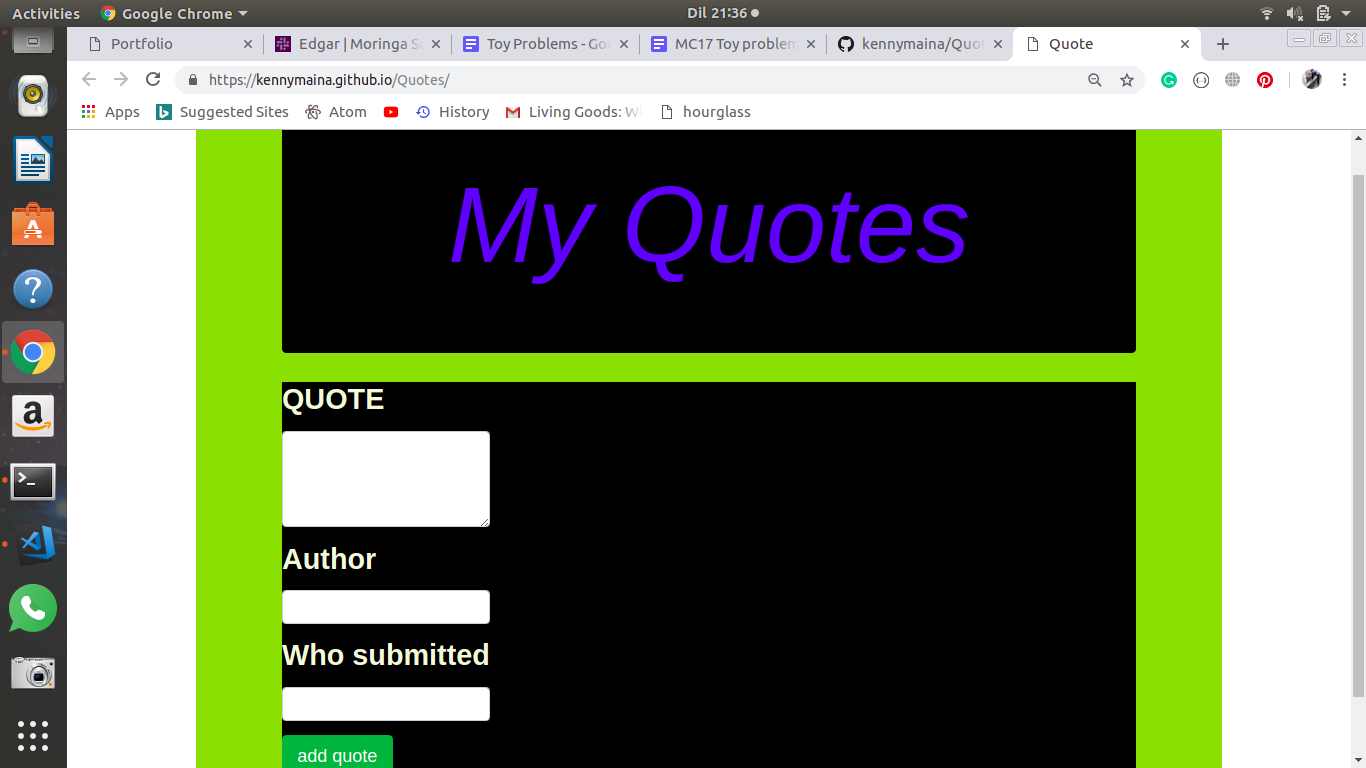 Activities
Google Chrome
Dil 21:36
Portfolio
Edgar | Moringa S
Toy Problems - Go
MC17 Toy problem
kennymaina/Quo
Quote
https://kennymaina.github.io/Quotes/
Apps
Suggested Sites
Atom
History
Living Goods: W
hourglass
My Quotes
QUOTE
Author
Who submitted
add quote